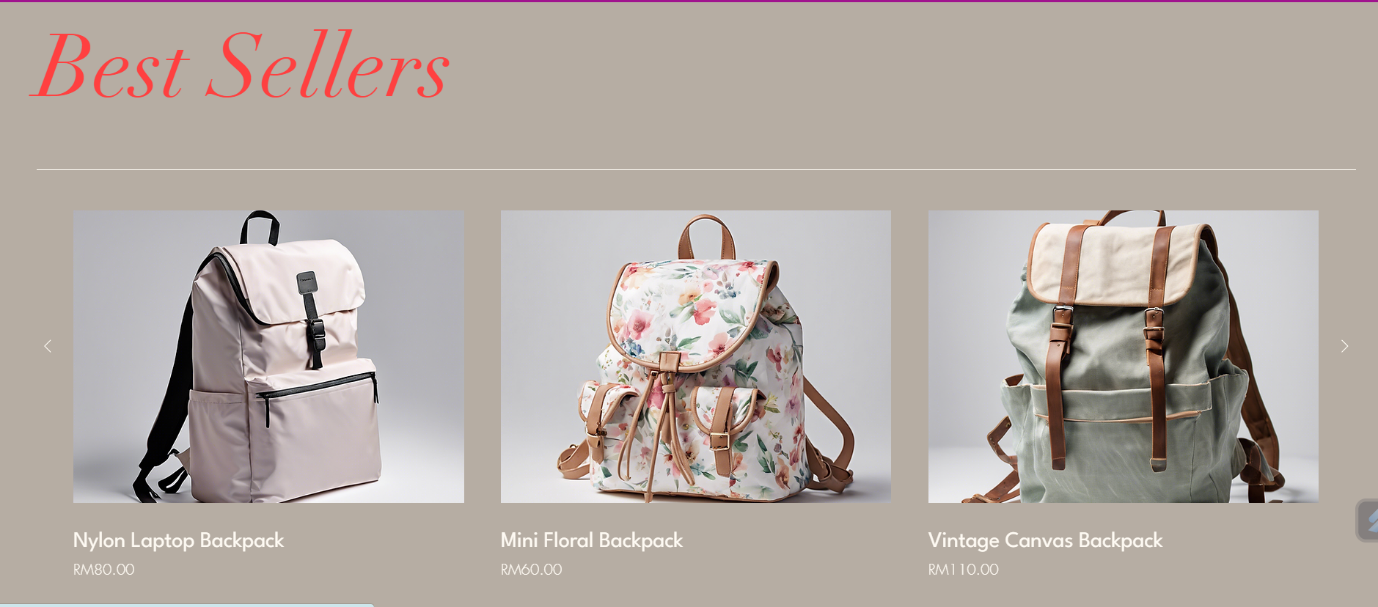 Best Sellers
Nylon Laptop Backpack
Mini Floral Backpack
Vintage Canvas Backpack
RM80.00
RM60.00
RM110.00